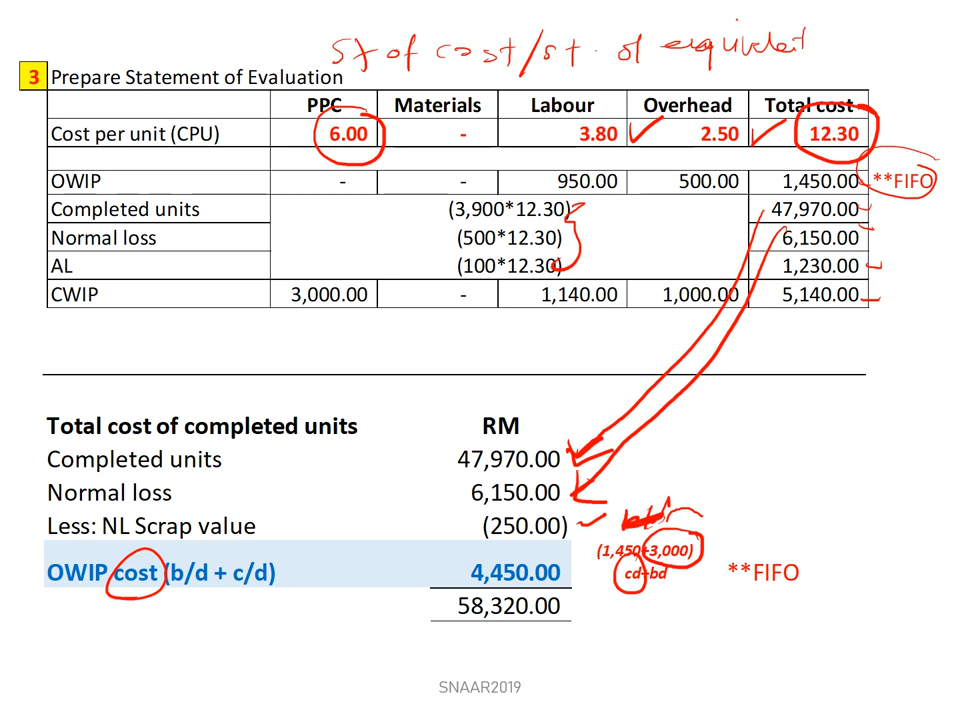 St of cost/st. of equivalent
3 Prepare Statement of Evaluation
PPC Materials Labour Overhead Total cost
Cost per unit (CPU) 6.00 - 3.80 2.50 12.30
OWIP - - 950.00 500.00 1,450.00 **FIFO
Completed units (3,900*12.30) 47,970.00
Normal loss (500*12.30) 6,150.00
AL (100*12.30) 1,230.00
CWIP 3,000.00 - 1,140.00 1,000.00 5,140.00
Total cost of completed units RM
Completed units 47,970.00
Normal loss 6,150.00
Less: NL Scrap value (250.00)
(1,450+3,000)
OWIP cost (b/d + c/d) 4,450.00 cd+bd **FIFO
58,320.00
SNAAR2019